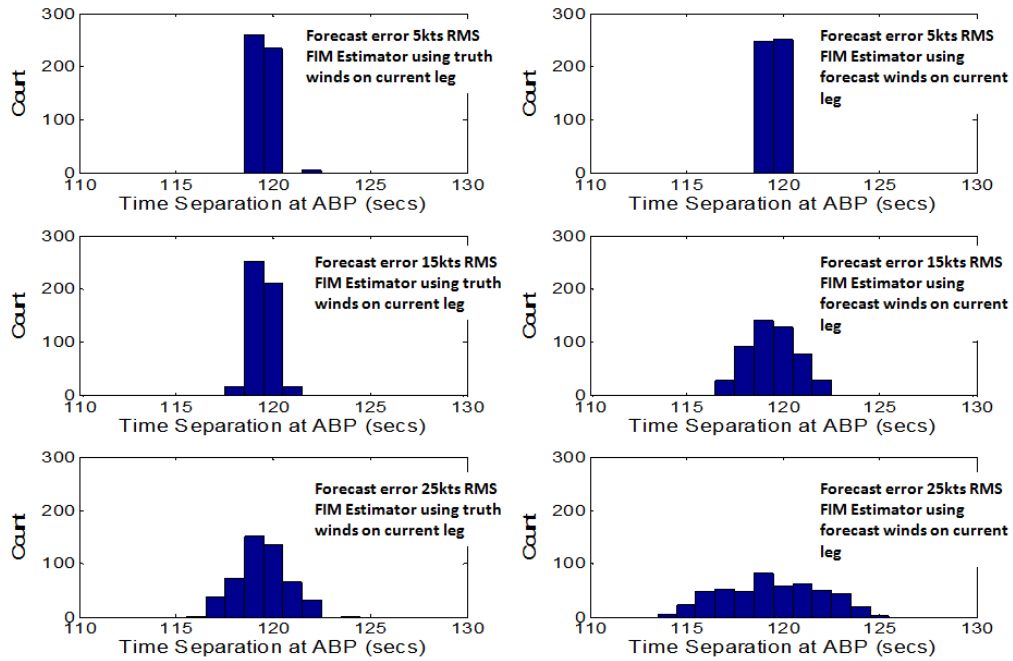 300
200
100
0
Count
110 115 120 125 130
Time Separation at ABP (secs)
Forecast error 5kts RMS
FIM Estimator using truth
winds on current leg
300
200
100
0
Count
110 115 120 125 130
Time Separation at ABP (secs)
Forecast error 5kts RMS
FIM Estimator using
forecast winds on current
leg
300
200
100
0
Count
110 115 120 125 130
Time Separation at ABP (secs)
Forecast error 15kts RMS
FIM Estimator using truth
winds on current leg
300
200
100
0
Count
110 115 120 125 130
Time Separation at ABP (secs)
Forecast error 15kts RMS
FIM Estimator using
forecast winds on current
leg
300
200
100
0
Count
110 115 120 125 130
Time Separation at ABP (secs)
Forecast error 25kts RMS
FIM Estimator using truth
winds on current leg
300
200
100
0
Count
110 115 120 125 130
Time Separation at ABP (secs)
Forecast error 25kts RMS
FIM Estimator using
forecast winds on current
leg